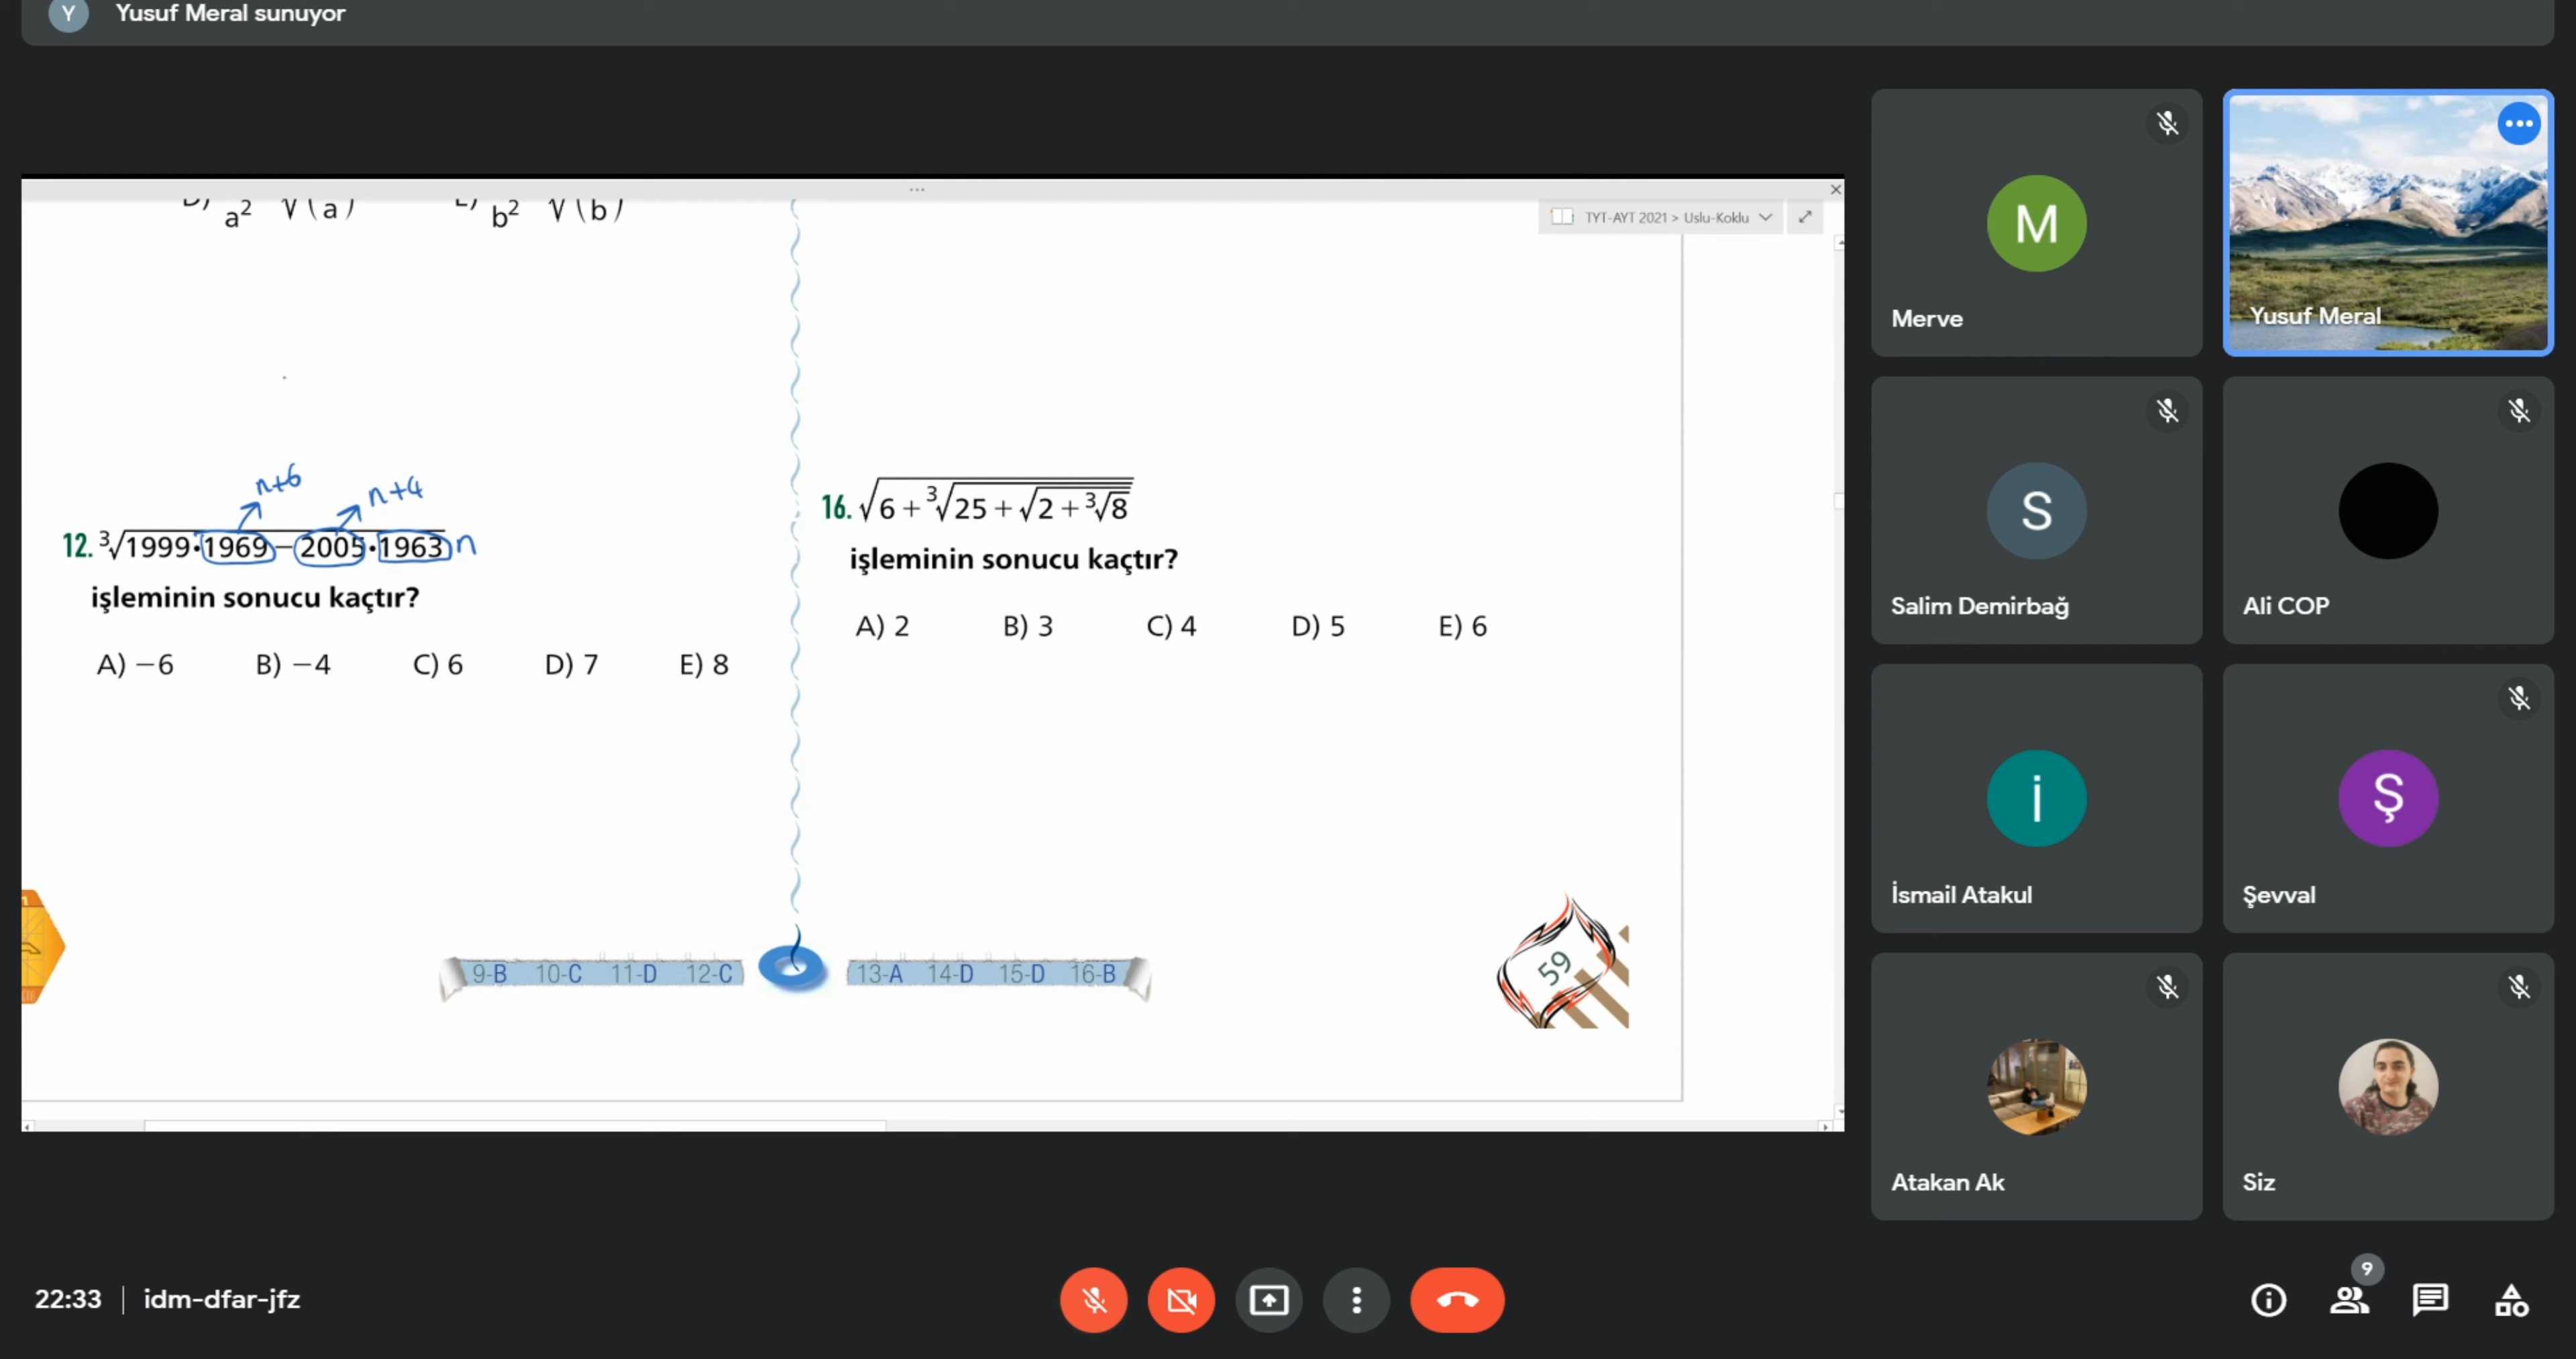 Y Yusuf Meral sunuyor
TYT-AYT 2021 > Uslu-Koklu
a² √(a) b² √(b)
n+6
n+4
12. ³√1999·1969 − 2005·1963 n
işleminin sonucu kaçtır?
A) −6 B) −4 C) 6 D) 7 E) 8
16. √6 + ³√25 + √2 + ³√8
işleminin sonucu kaçtır?
A) 2 B) 3 C) 4 D) 5 E) 6
9-B 10-C 11-D 12-C 13-A 14-D 15-D 16-B
59
M
Merve
Yusuf Meral
S
Salim Demirbağ
Ali COP
İ
İsmail Atakul
Ş
Şevval
Atakan Ak
Siz
22:33 | idm-dfar-jfz
9